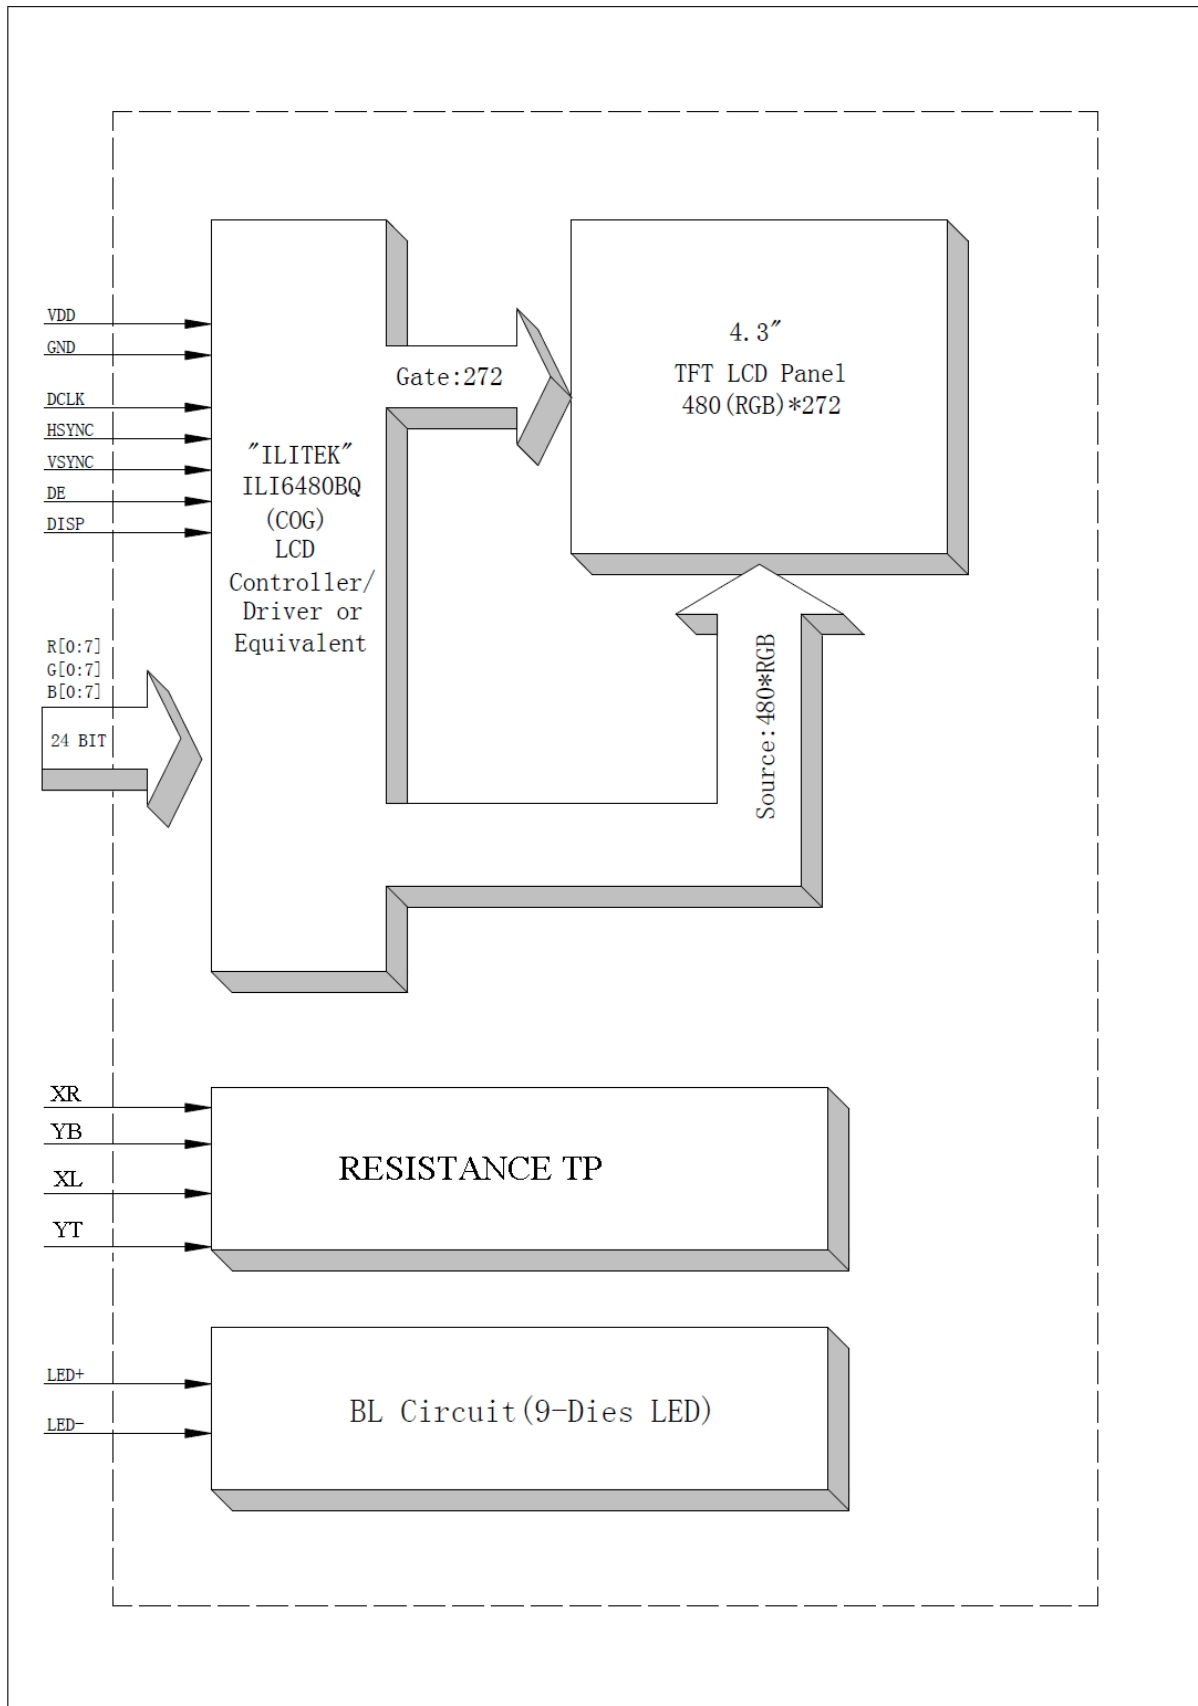 VDD
GND
DCLK
HSYNC
VSYNC
DE
DISP
R[0:7]
G[0:7]
B[0:7]
24 BIT
"ILITEK"
ILI6480BQ
(COG)
LCD
Controller/
Driver or
Equivalent
Gate:272
4.3"
TFT LCD Panel
480(RGB)*272
Source:480*RGB
XR
YB
XL
YT
RESISTANCE TP
LED+
LED-
BL Circuit(9-Dies LED)